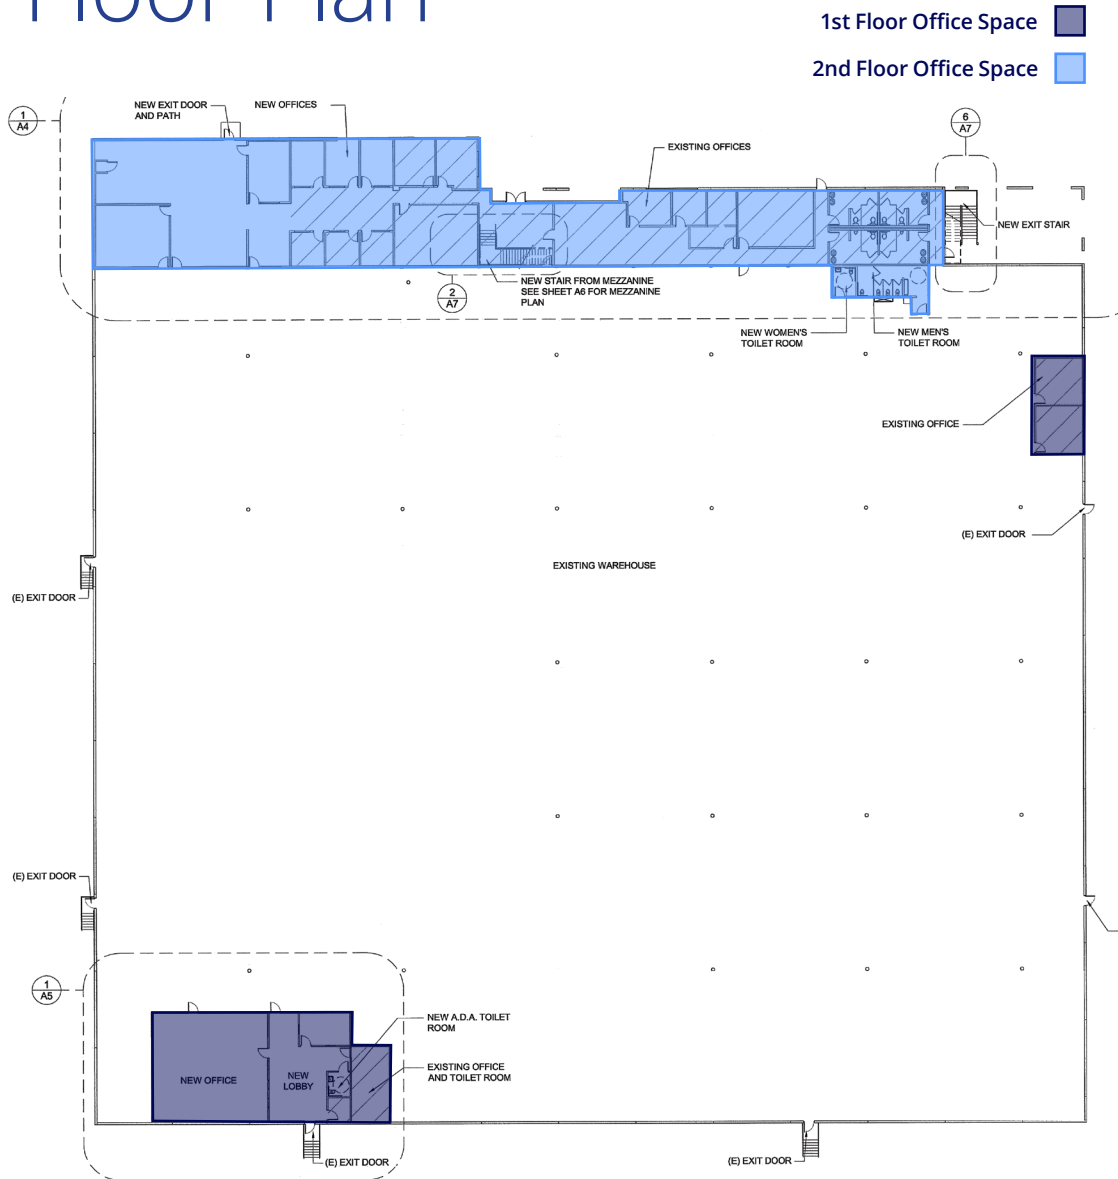 Floor Plan
1st Floor Office Space
2nd Floor Office Space
1
A4
NEW EXIT DOOR
AND PATH
NEW OFFICES
6
A7
EXISTING OFFICES
NEW EXIT STAIR
NEW STAIR FROM MEZZANINE
SEE SHEET A6 FOR MEZZANINE
PLAN
2
A7
NEW WOMEN'S
TOILET ROOM
NEW MEN'S
TOILET ROOM
EXISTING OFFICE
(E) EXIT DOOR
EXISTING WAREHOUSE
(E) EXIT DOOR
(E) EXIT DOOR
1
A5
NEW A.D.A. TOILET
ROOM
EXISTING OFFICE
AND TOILET ROOM
NEW OFFICE
NEW
LOBBY
(E) EXIT DOOR
(E) EXIT DOOR